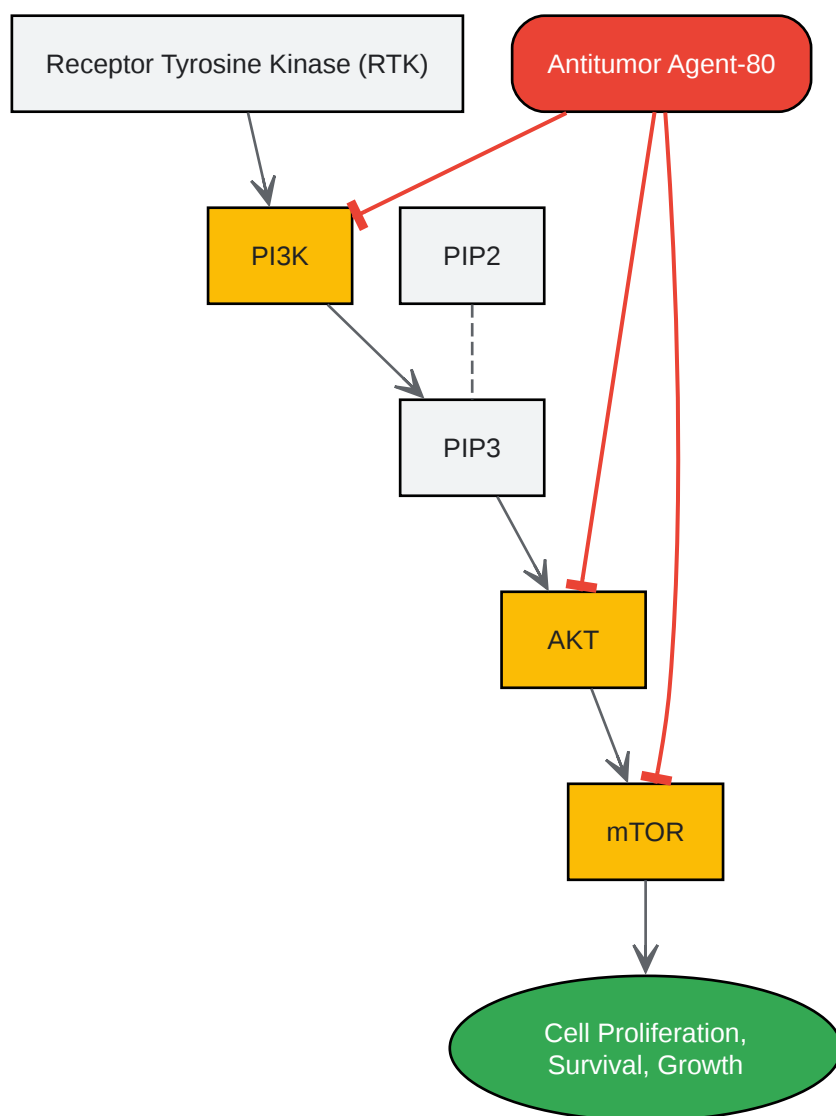 Receptor Tyrosine Kinase (RTK)
Antitumor Agent-80
PI3K
PIP2
PIP3
AKT
mTOR
Cell Proliferation,
Survival, Growth